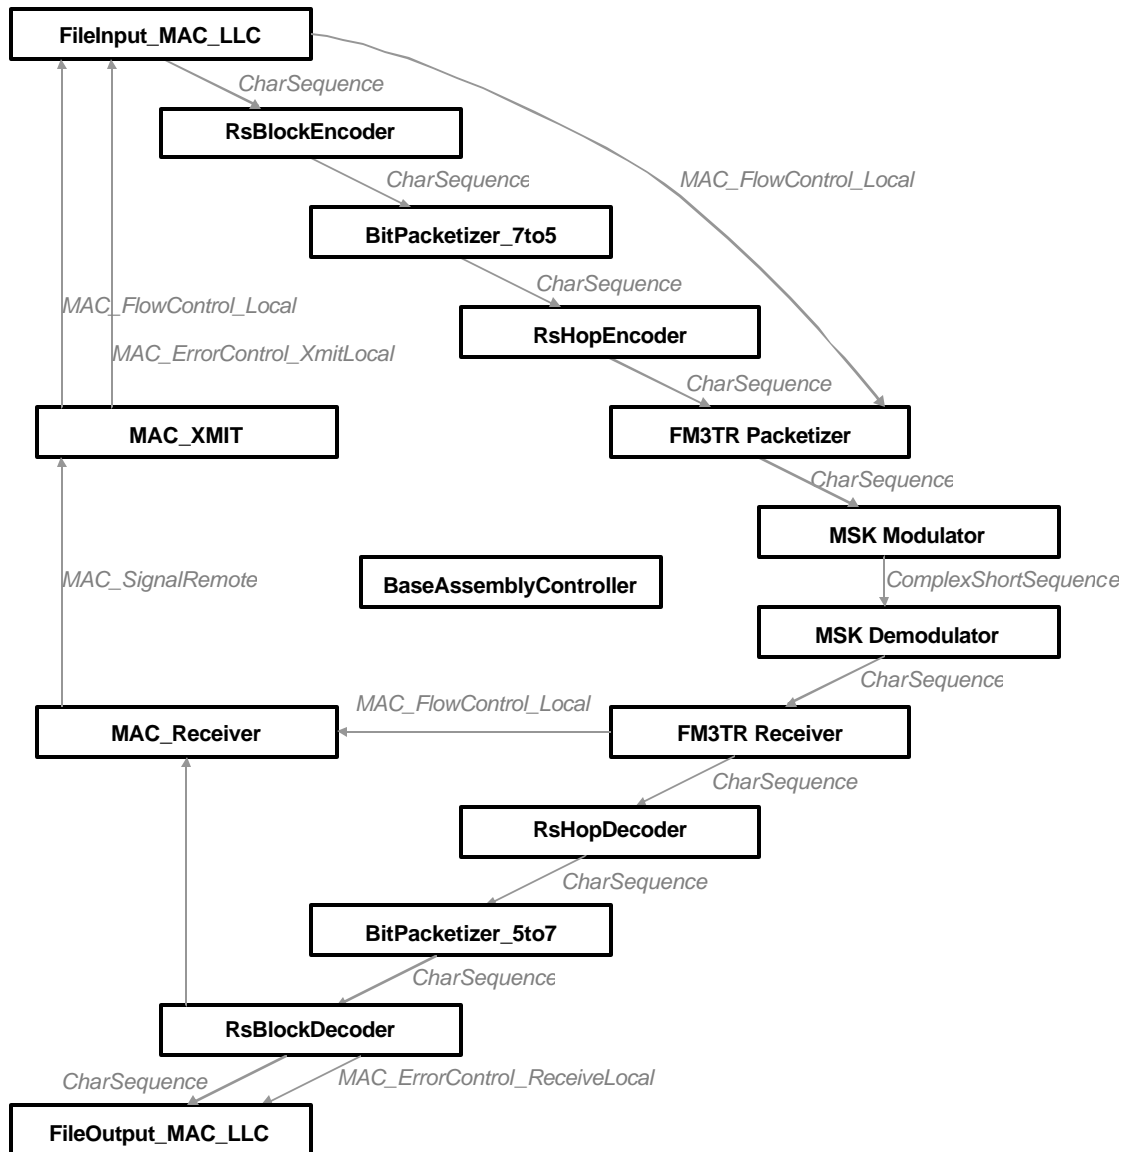 FileInput_MAC_LLC
CharSequence
RsBlockEncoder
CharSequence
MAC_FlowControl_Local
BitPacketizer_7to5
CharSequence
MAC_FlowControl_Local
RsHopEncoder
MAC_ErrorControl_XmitLocal
CharSequence
MAC_XMIT
FM3TR Packetizer
CharSequence
MSK Modulator
MAC_SignalRemote
BaseAssemblyController
ComplexShortSequence
MSK Demodulator
CharSequence
MAC_FlowControl_Local
MAC_Receiver
FM3TR Receiver
CharSequence
RsHopDecoder
CharSequence
BitPacketizer_5to7
CharSequence
RsBlockDecoder
CharSequence
MAC_ErrorControl_ReceiveLocal
FileOutput_MAC_LLC